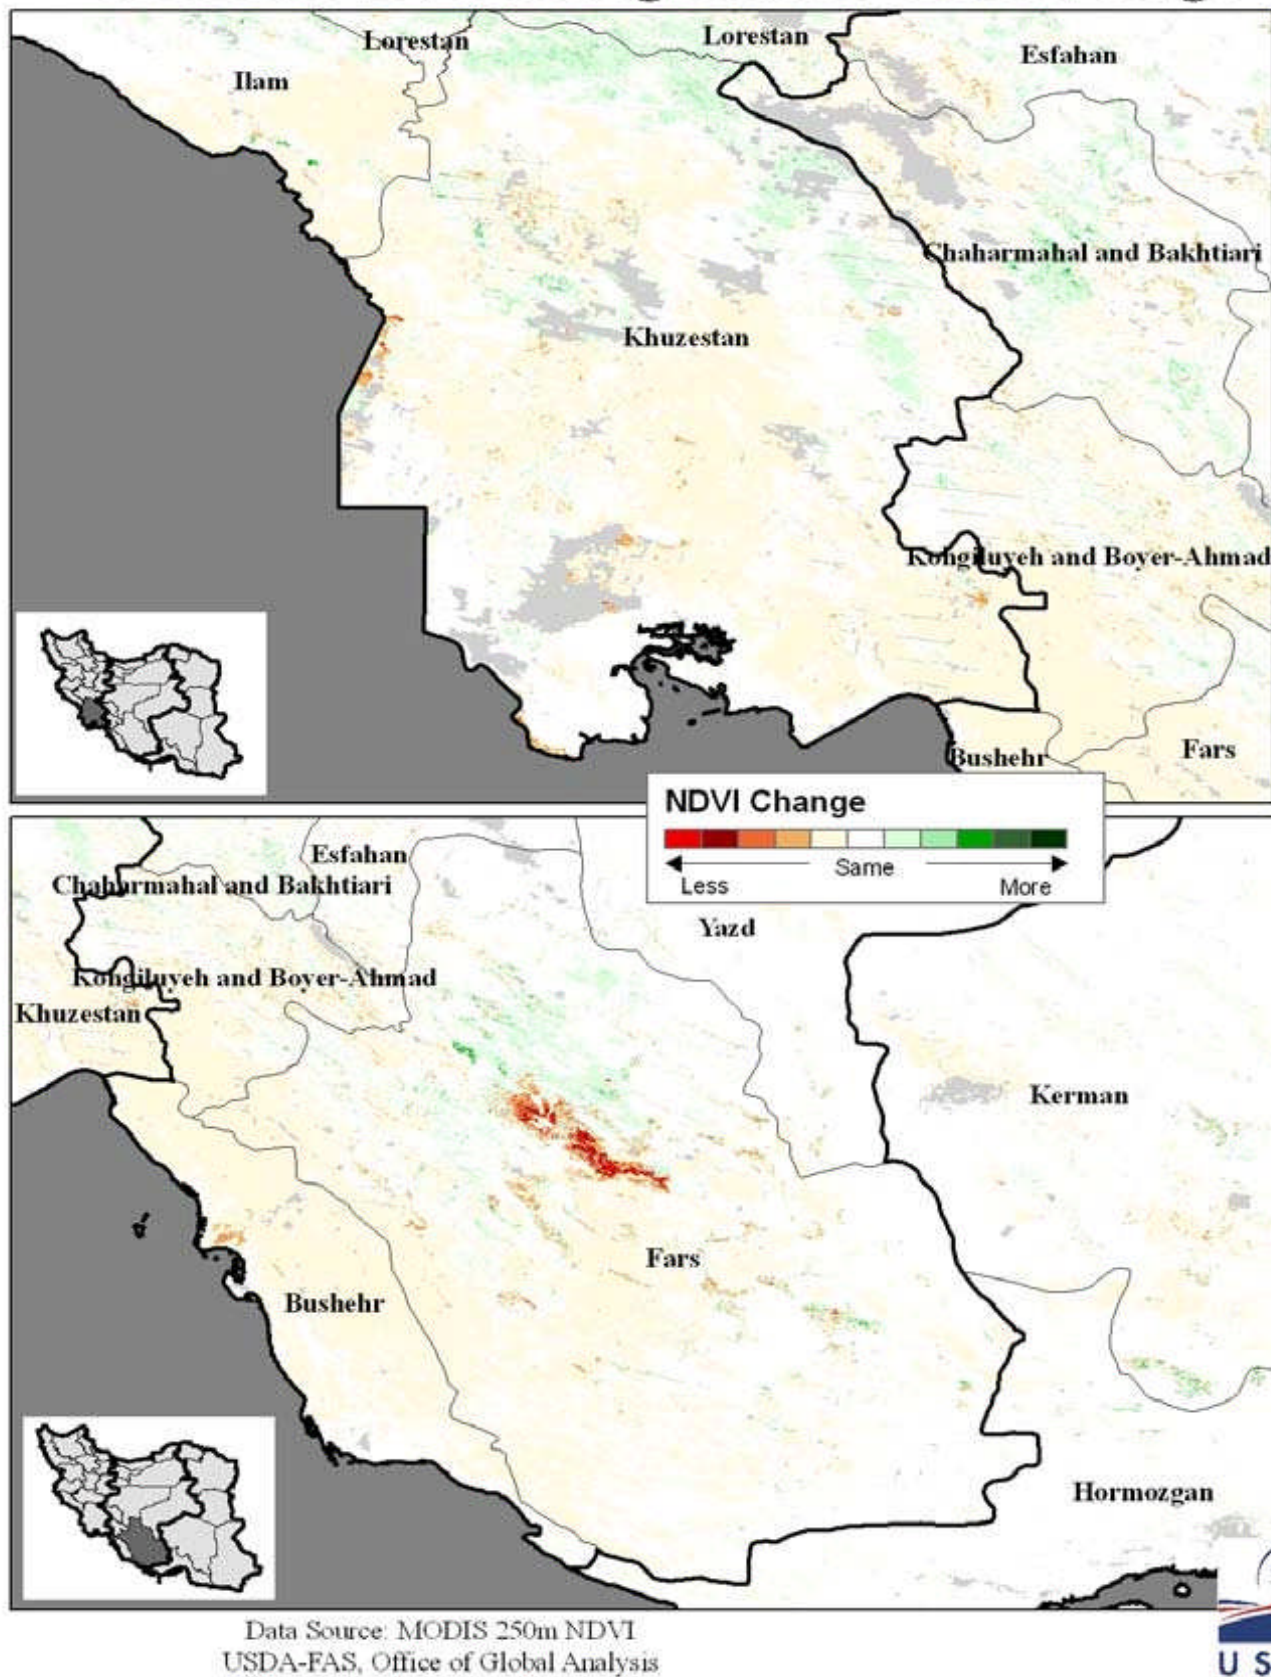 Lorestan
Lorestan
Esfahan
Ilam
Chaharmahal and Bakhtiari
Khuzestan
Kohgiluyeh and Boyer-Ahmad
Bushehr
Fars
NDVI Change
Same
Less
More
Esfahan
Chaharmahal and Bakhtiari
Yazd
Kohgiluyeh and Boyer-Ahmad
Khuzestan
Kerman
Fars
Bushehr
Hormozgan
Data Source: MODIS 250m NDVI
USDA-FAS, Office of Global Analysis
U S